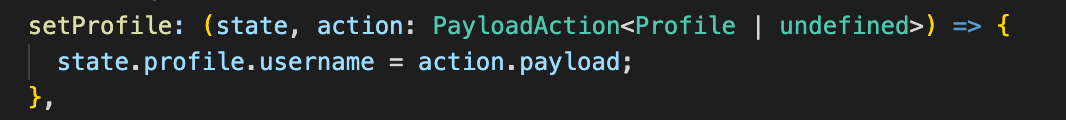 setProfile: (state, action: PayloadAction<Profile | undefined>) => {
state.profile.username = action.payload;
},